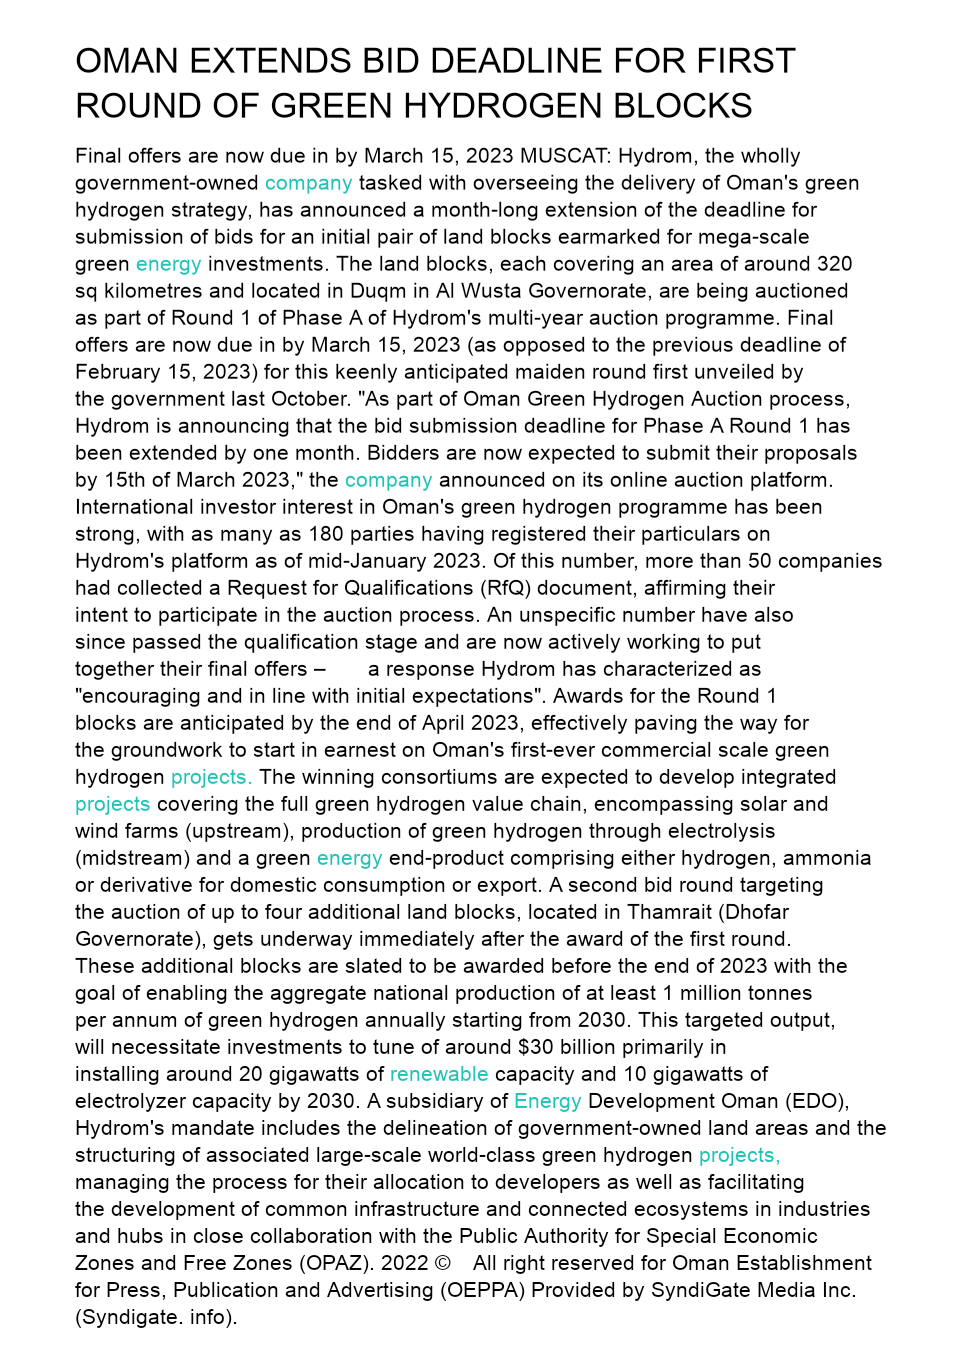 OMAN EXTENDS BID DEADLINE FOR FIRST
ROUND OF GREEN HYDROGEN BLOCKS
Final offers are now due in by March 15, 2023 MUSCAT: Hydrom, the wholly
government-owned company tasked with overseeing the delivery of Oman's green
hydrogen strategy, has announced a month-long extension of the deadline for
submission of bids for an initial pair of land blocks earmarked for mega-scale
green energy investments. The land blocks, each covering an area of around 320
sq kilometres and located in Duqm in Al Wusta Governorate, are being auctioned
as part of Round 1 of Phase A of Hydrom's multi-year auction programme. Final
offers are now due in by March 15, 2023 (as opposed to the previous deadline of
February 15, 2023) for this keenly anticipated maiden round first unveiled by
the government last October. "As part of Oman Green Hydrogen Auction process,
Hydrom is announcing that the bid submission deadline for Phase A Round 1 has
been extended by one month. Bidders are now expected to submit their proposals
by 15th of March 2023," the company announced on its online auction platform.
International investor interest in Oman's green hydrogen programme has been
strong, with as many as 180 parties having registered their particulars on
Hydrom's platform as of mid-January 2023. Of this number, more than 50 companies
had collected a Request for Qualifications (RfQ) document, affirming their
intent to participate in the auction process. An unspecific number have also
since passed the qualification stage and are now actively working to put
together their final offers – a response Hydrom has characterized as
"encouraging and in line with initial expectations". Awards for the Round 1
blocks are anticipated by the end of April 2023, effectively paving the way for
the groundwork to start in earnest on Oman's first-ever commercial scale green
hydrogen projects. The winning consortiums are expected to develop integrated
projects covering the full green hydrogen value chain, encompassing solar and
wind farms (upstream), production of green hydrogen through electrolysis
(midstream) and a green energy end-product comprising either hydrogen, ammonia
or derivative for domestic consumption or export. A second bid round targeting
the auction of up to four additional land blocks, located in Thamrait (Dhofar
Governorate), gets underway immediately after the award of the first round.
These additional blocks are slated to be awarded before the end of 2023 with the
goal of enabling the aggregate national production of at least 1 million tonnes
per annum of green hydrogen annually starting from 2030. This targeted output,
will necessitate investments to tune of around $30 billion primarily in
installing around 20 gigawatts of renewable capacity and 10 gigawatts of
electrolyzer capacity by 2030. A subsidiary of Energy Development Oman (EDO),
Hydrom's mandate includes the delineation of government-owned land areas and the
structuring of associated large-scale world-class green hydrogen projects,
managing the process for their allocation to developers as well as facilitating
the development of common infrastructure and connected ecosystems in industries
and hubs in close collaboration with the Public Authority for Special Economic
Zones and Free Zones (OPAZ). 2022 © All right reserved for Oman Establishment
for Press, Publication and Advertising (OEPPA) Provided by SyndiGate Media Inc.
(Syndigate. info).